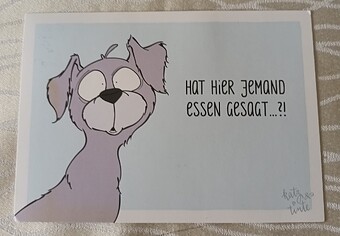 HAT HIER JEMAND
ESSEN GESAGT...?!